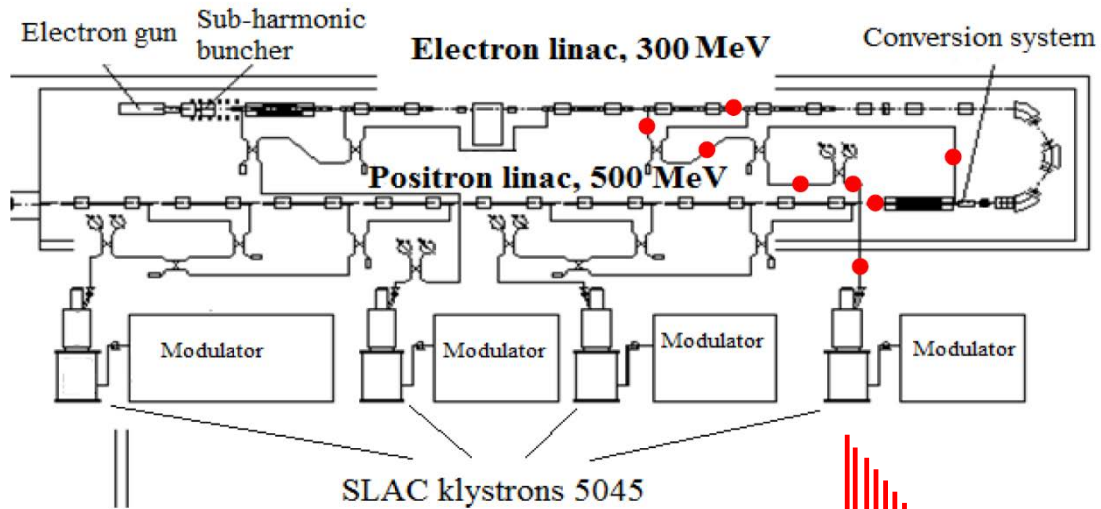 Electron gun
Sub-harmonic
buncher
Electron linac, 300 MeV
Conversion system
Positron linac, 500 MeV
Modulator
Modulator
Modulator
Modulator
SLAC klystrons 5045